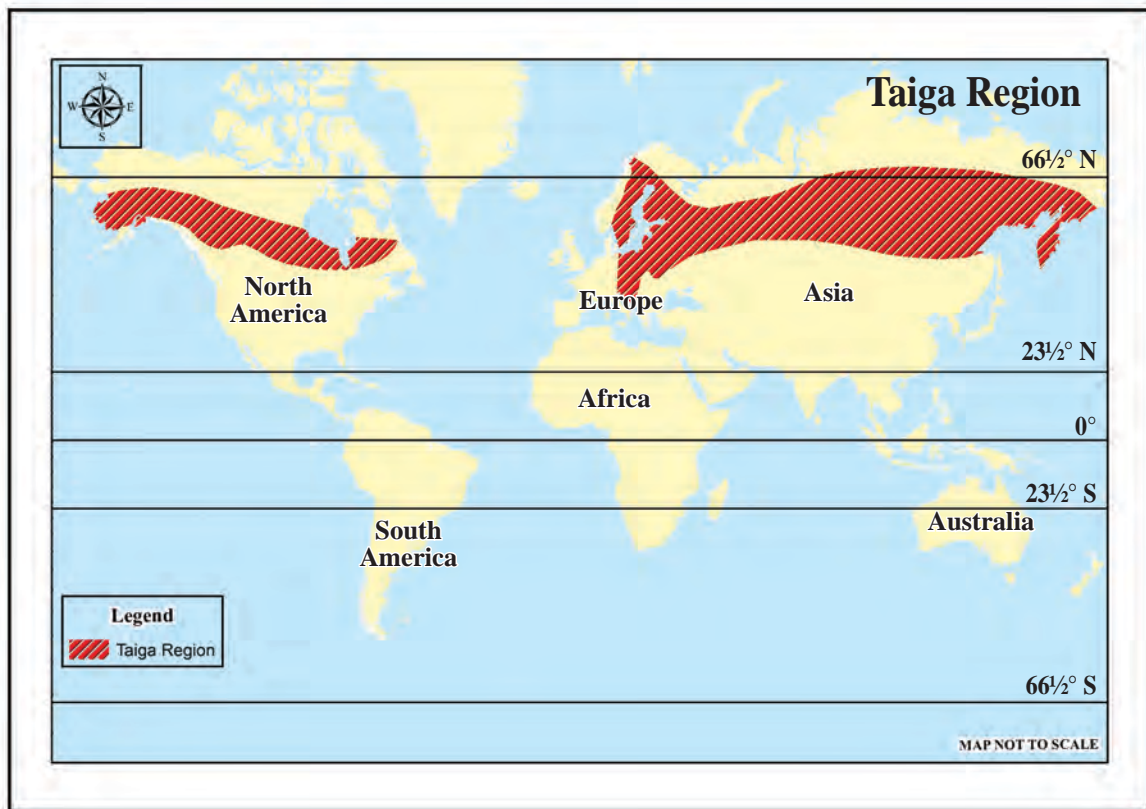 N
W E
S
Taiga Region
66½° N
North
America
Europe
Asia
23½° N
Africa
0°
23½° S
South
America
Australia
Legend
Taiga Region
66½° S
MAP NOT TO SCALE